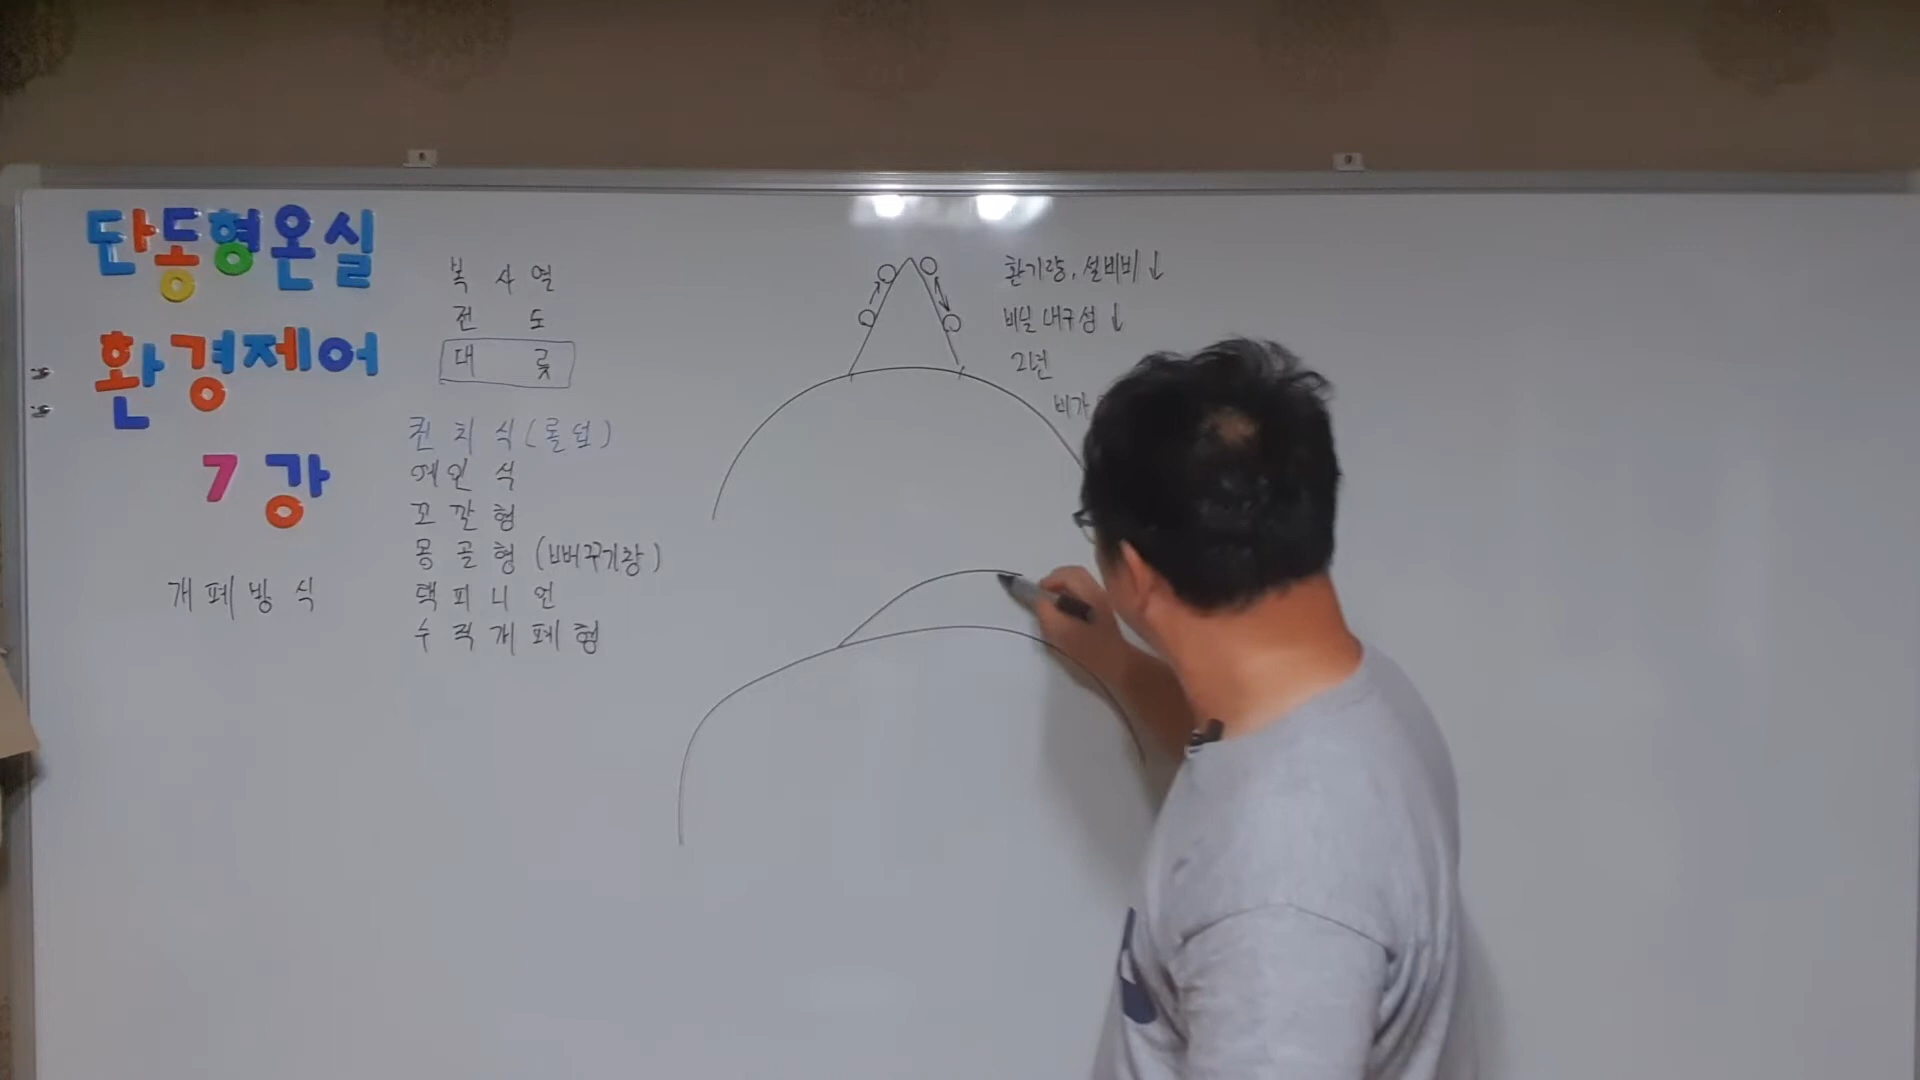 단동형온실
환경제어
7강
개폐방식
복사열
전도
대류
권치식(롤업)
예인식
꼬깔형
몽골형(뻐꾸기창)
택피니언
수직개폐형
환기량, 설비비↓
비닐 내구성↓
2년
비가